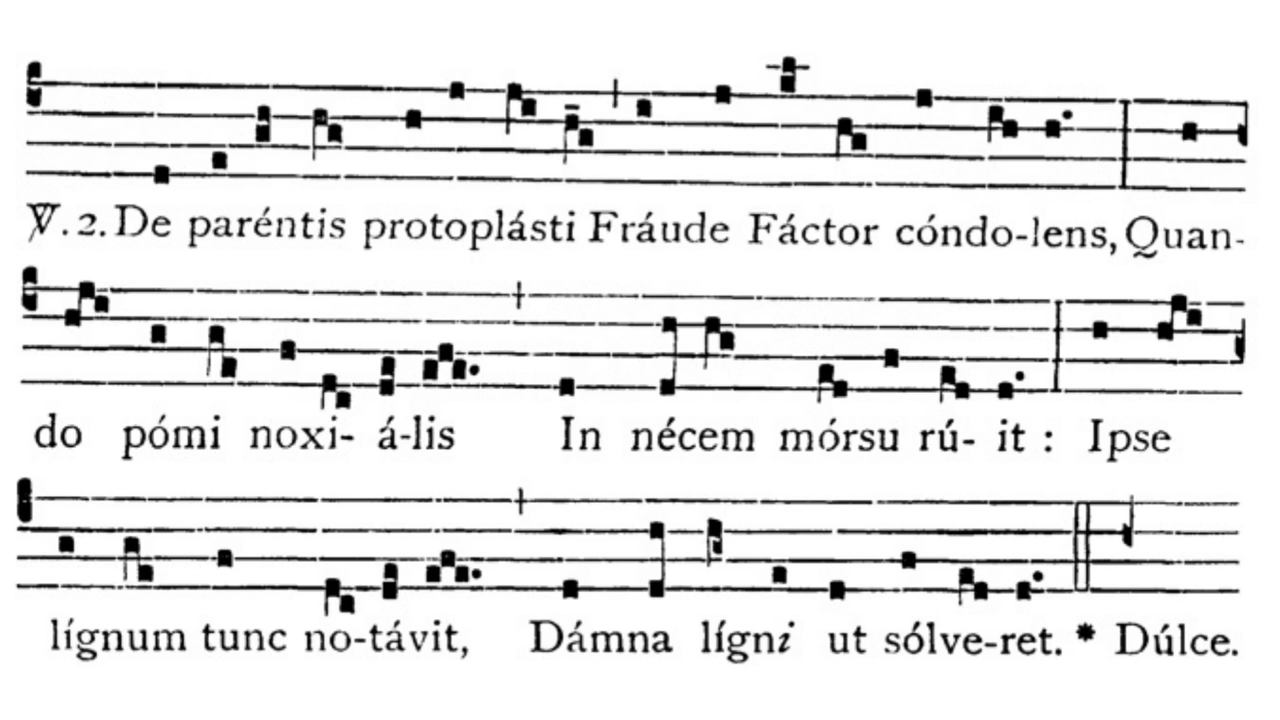 ℣. 2. De paréntis protoplásti Fráude Fáctor cóndo-lens, Quan-
do pómi noxi- á-lis In nécem mórsu rú- it : Ipse
lígnum tunc no-távit, Dámna lígni ut sólve-ret. * Dúlce.